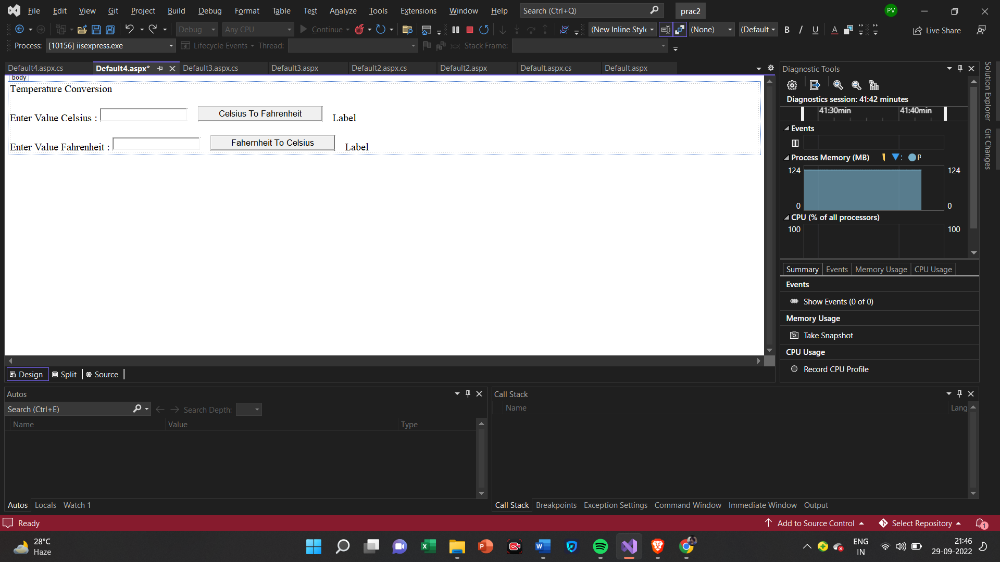 File Edit View Git Project Build Debug Format Table Test Analyze Tools Extensions Window Help Search (Ctrl+Q) prac2 PV
Debug Any CPU Continue (New Inline Style (None) (Default B I U A Live Share
Process: [10156] iisexpress.exe Lifecycle Events Thread: Stack Frame:
Default4.aspx.cs Default4.aspx* Default3.aspx.cs Default3.aspx Default2.aspx.cs Default2.aspx Default.aspx.cs Default.aspx
body
Temperature Conversion
Enter Value Celsius : Celsius To Fahrenheit Label
Enter Value Fahrenheit : Fahernheit To Celsius Label
Design Split Source
Diagnostic Tools
Diagnostics session: 41:42 minutes
41:30min 41:40min
Events
Process Memory (MB) P
124 124
0 0
CPU (% of all processors)
100 100
Summary Events Memory Usage CPU Usage
Events
Show Events (0 of 0)
Memory Usage
Take Snapshot
CPU Usage
Record CPU Profile
Solution Explorer
Git Changes
Autos
Search (Ctrl+E) Search Depth:
Name Value Type
Autos Locals Watch 1
Call Stack
Name Lang
Call Stack Breakpoints Exception Settings Command Window Immediate Window Output
Ready Add to Source Control Select Repository 1
28°C
Haze
ENG
IN
21:46
29-09-2022